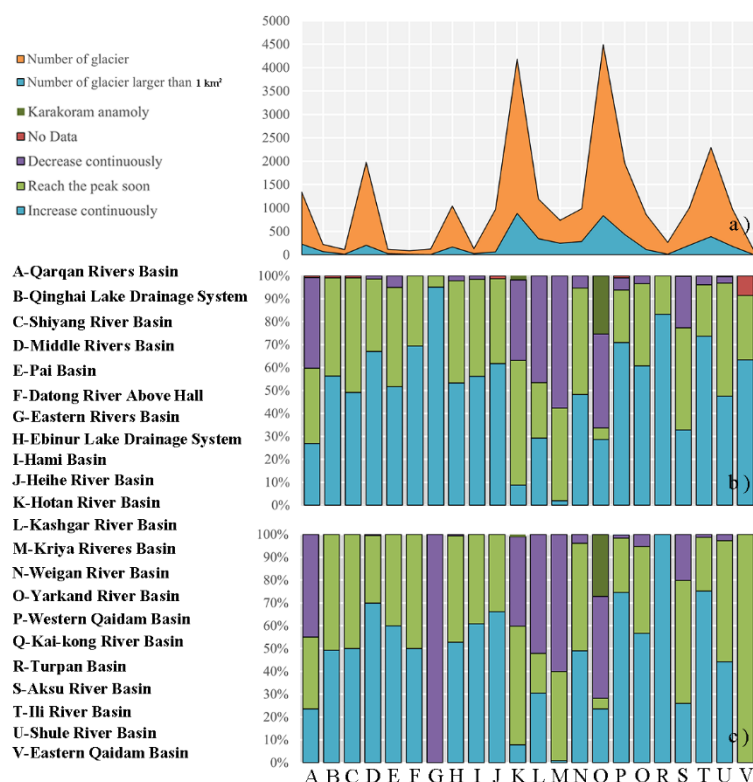 Number of glacier
Number of glacier larger than 1 km²
Karakoram anamoly
No Data
Decrease continuously
Reach the peak soon
Increase continuously
5000
4500
4000
3500
3000
2500
2000
1500
1000
500
0
a )
A-Qarqan Rivers Basin
B-Qinghai Lake Drainage System
C-Shiyang River Basin
D-Middle Rivers Basin
E-Pai Basin
F-Datong River Above Hall
G-Eastern Rivers Basin
H-Ebinur Lake Drainage System
I-Hami Basin
J-Heihe River Basin
K-Hotan River Basin
L-Kashgar River Basin
M-Kriya Riveres Basin
N-Weigan River Basin
O-Yarkand River Basin
P-Western Qaidam Basin
Q-Kai-kong River Basin
R-Turpan Basin
S-Aksu River Basin
T-Ili River Basin
U-Shule River Basin
V-Eastern Qaidam Basin
100%
90%
80%
70%
60%
50%
40%
30%
20%
10%
0%
b )
100%
90%
80%
70%
60%
50%
40%
30%
20%
10%
0%
c )
A B C D E F G H I J K L M N O P Q R S T U V